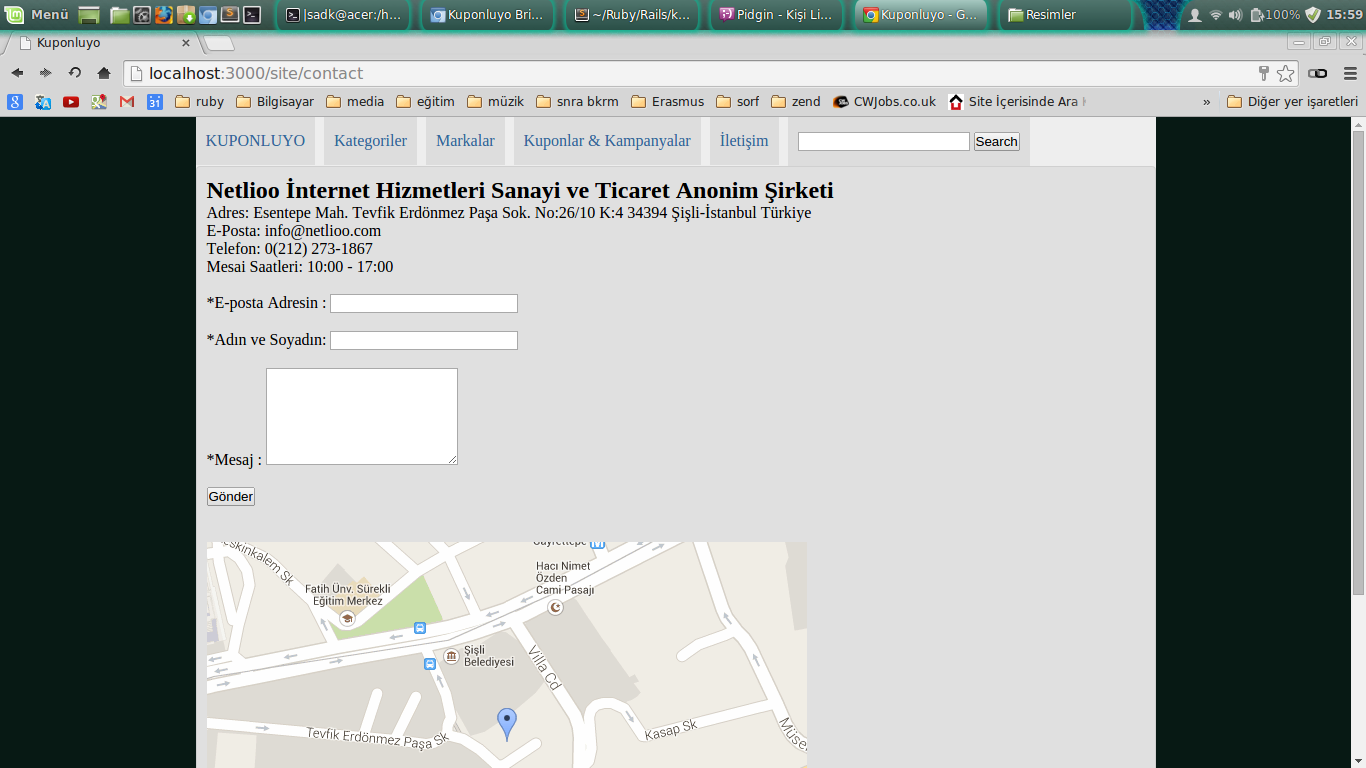 Menü
|sadk@acer:/h...
Kuponluyo Bri...
~/Ruby/Rails/k...
Pidgin - Kişi Li...
Kuponluyo - G...
Resimler
100%
15:59
Kuponluyo
localhost:3000/site/contact
ruby
Bilgisayar
media
eğitim
müzik
snra bkrm
Erasmus
sorf
zend
CWJobs.co.uk
Site İçerisinde Ara
»
Diğer yer işaretleri
KUPONLUYO
Kategoriler
Markalar
Kuponlar & Kampanyalar
İletişim
Search
Netlioo İnternet Hizmetleri Sanayi ve Ticaret Anonim Şirketi
Adres: Esentepe Mah. Tevfik Erdönmez Paşa Sok. No:26/10 K:4 34394 Şişli-İstanbul Türkiye
E-Posta: info@netlioo.com
Telefon: 0(212) 273-1867
Mesai Saatleri: 10:00 - 17:00
*E-posta Adresin :
*Adın ve Soyadın:
*Mesaj :
Gönder
Gayrettepe
eskinkalem Sk
Hacı Nimet
Özden
Cami Pasajı
Fatih Ünv. Sürekli
Eğitim Merkez
Şişli
Belediyesi
Villa Cd
Tevfik Erdönmez Paşa Sk
Kasap Sk